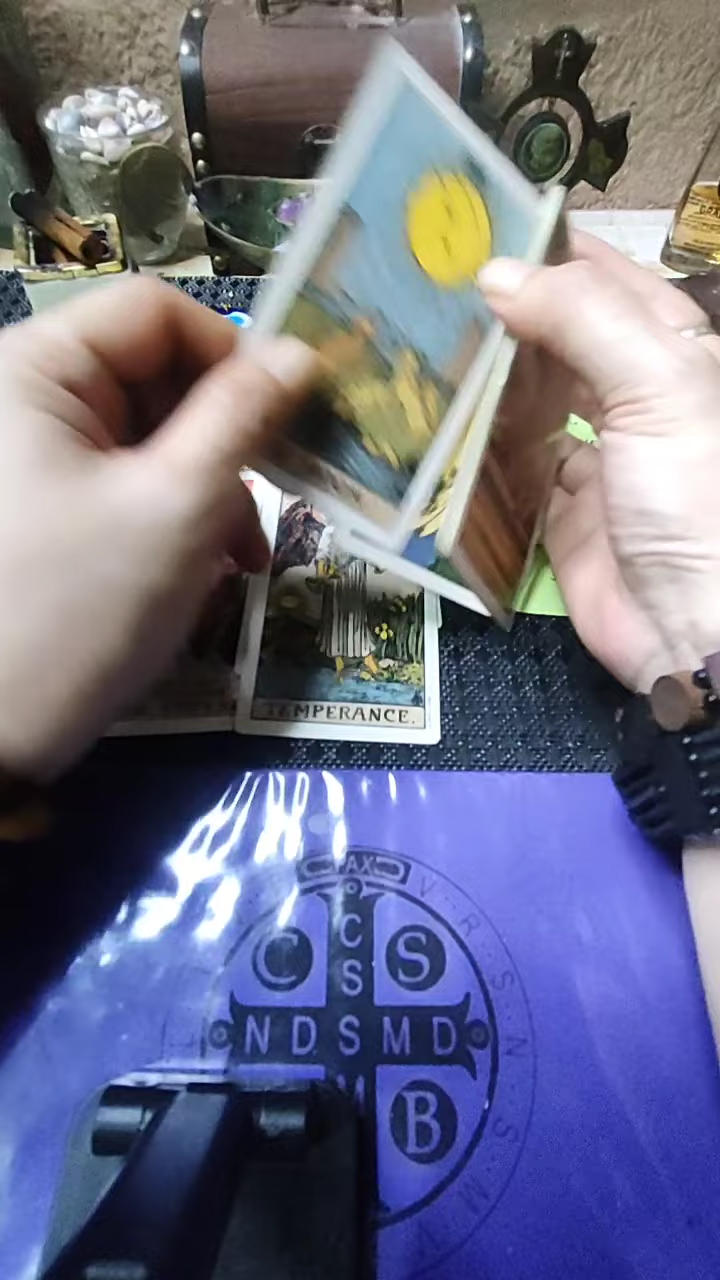 TEMPERANCE.
PAX
V · R · S · N · S · M · V
C
C S
S
N D S M D
M
B